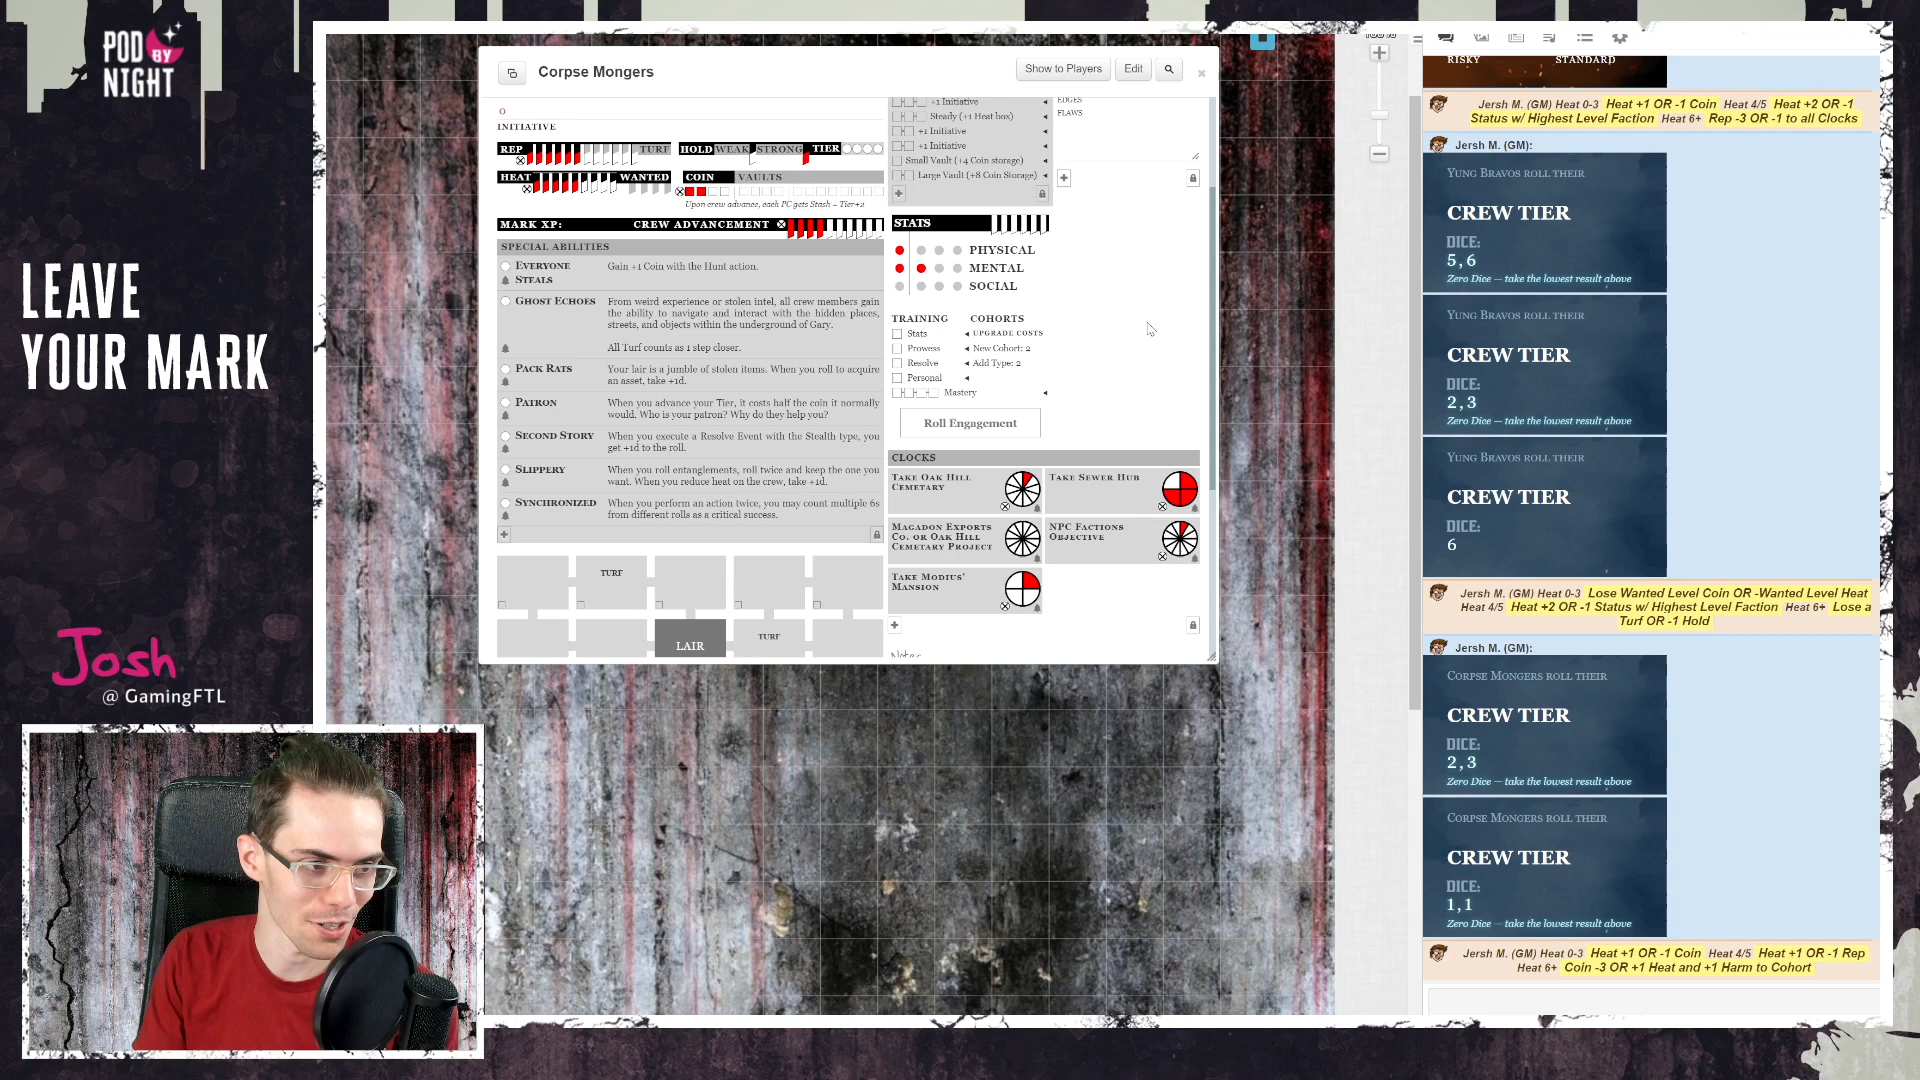 POD BY NIGHT
LEAVE
YOUR MARK
Josh
@ GamingFTL
Corpse Mongers
Show to Players
Edit
0
INITIATIVE
REP
TURF
HOLD WEAK STRONG TIER
HEAT
WANTED
COIN
VAULTS
Upon crew advance, each PC gets Stash = Tier+2
MARK XP:
CREW ADVANCEMENT
SPECIAL ABILITIES
EVERYONE STEALS
Gain +1 Coin with the Hunt action.
GHOST ECHOES
From weird experience or stolen intel, all crew members gain
the ability to navigate and interact with the hidden places,
streets, and objects within the underground of Gary.
All Turf counts as 1 step closer.
PACK RATS
Your lair is a jumble of stolen items. When you roll to acquire
an asset, take +1d.
PATRON
When you advance your Tier, it costs half the coin it normally
would. Who is your patron? Why do they help you?
SECOND STORY
When you execute a Resolve Event with the Stealth type, you
get +1d to the roll.
SLIPPERY
When you roll entanglements, roll twice and keep the one you
want. When you reduce heat on the crew, take +1d.
SYNCHRONIZED
When you perform an action twice, you may count multiple 6s
from different rolls as a critical success.
TURF
LAIR
TURF
+1 Initiative
Steady (+1 Heat box)
+1 Initiative
+1 Initiative
Small Vault (+4 Coin storage)
Large Vault (+8 Coin Storage)
EDGES
FLAWS
STATS
PHYSICAL
MENTAL
SOCIAL
TRAINING
COHORTS
Stats
UPGRADE COSTS
Prowess
New Cohort: 2
Resolve
Add Type: 2
Personal
Mastery
Roll Engagement
CLOCKS
TAKE OAK HILL
CEMETARY
TAKE SEWER HUB
MAGADON EXPORTS
CO. OR OAK HILL
CEMETARY PROJECT
NPC FACTIONS
OBJECTIVE
TAKE MODIUS'
MANSION
Notes
RISKY
STANDARD
Jersh M. (GM) Heat 0-3 Heat +1 OR -1 Coin Heat 4/5 Heat +2 OR -1
Status w/ Highest Level Faction Heat 6+ Rep -3 OR -1 to all Clocks
Jersh M. (GM):
YUNG BRAVOS ROLL THEIR
CREW TIER
DICE:
5, 6
Zero Dice — take the lowest result above
YUNG BRAVOS ROLL THEIR
CREW TIER
DICE:
2, 3
Zero Dice — take the lowest result above
YUNG BRAVOS ROLL THEIR
CREW TIER
DICE:
6
Jersh M. (GM) Heat 0-3 Lose Wanted Level Coin OR -Wanted Level Heat
Heat 4/5 Heat +2 OR -1 Status w/ Highest Level Faction Heat 6+ Lose a
Turf OR -1 Hold
Jersh M. (GM):
CORPSE MONGERS ROLL THEIR
CREW TIER
DICE:
2, 3
Zero Dice — take the lowest result above
CORPSE MONGERS ROLL THEIR
CREW TIER
DICE:
1, 1
Zero Dice — take the lowest result above
Jersh M. (GM) Heat 0-3 Heat +1 OR -1 Coin Heat 4/5 Heat +1 OR -1 Rep
Heat 6+ Coin -3 OR +1 Heat and +1 Harm to Cohort